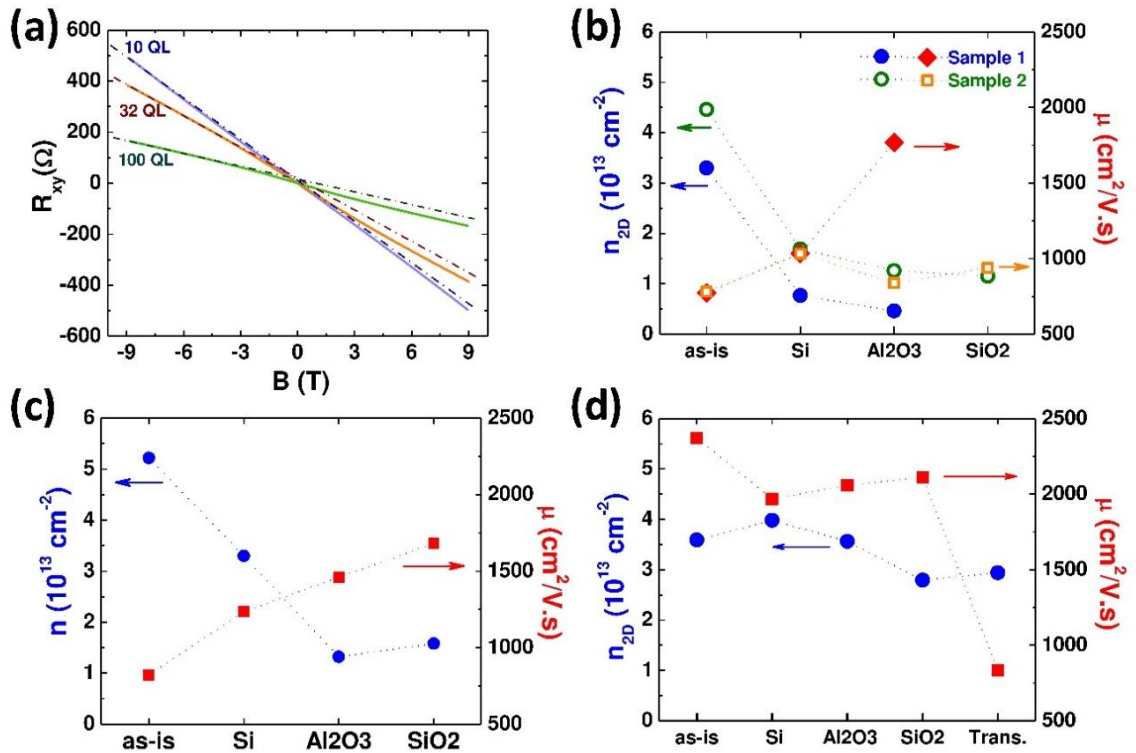 (a)
600
400
200
0
-200
-400
-600
10 QL
32 QL
100 QL
Rxy(Ω)
-9 -6 -3 0 3 6 9
B (T)
(b)
6
5
4
3
2
1
0
n2D (10^13 cm^-2)
Sample 1
Sample 2
2500
2000
1500
1000
500
μ (cm^2/V.s)
as-is Si Al2O3 SiO2
(c)
6
5
4
3
2
1
0
n (10^13 cm^-2)
2500
2000
1500
1000
500
μ (cm^2/V.s)
as-is Si Al2O3 SiO2
(d)
6
5
4
3
2
1
0
n2D (10^13 cm^-2)
2500
2000
1500
1000
500
μ (cm^2/V.s)
as-is Si Al2O3 SiO2 Trans.